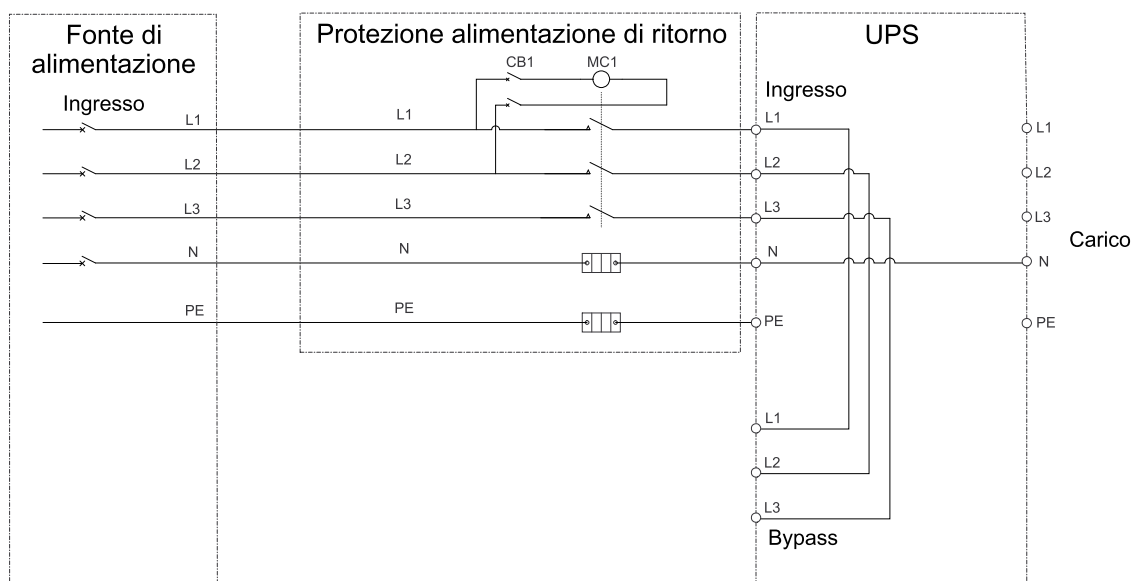 Fonte di
alimentazione
Ingresso
L1
L2
L3
N
PE
Protezione alimentazione di ritorno
CB1
MC1
L1
L2
L3
N
PE
UPS
Ingresso
L1
L2
L3
N
PE
L1
L2
L3
Bypass
L1
L2
L3
N
PE
Carico